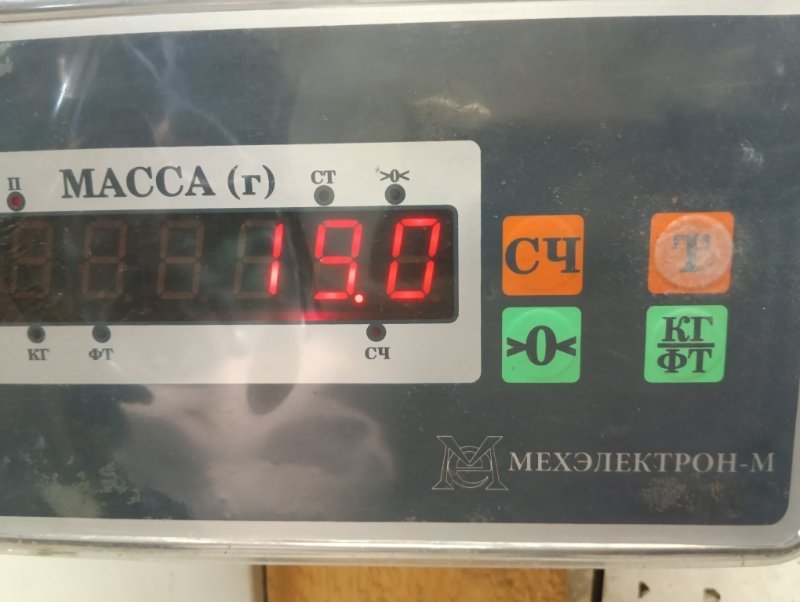 П МАССА (г) СТ >0<
19.0
СЧ Т
КГ ФТ СЧ
>0< КГ
ФТ
МЕХЭЛЕКТРОН-М